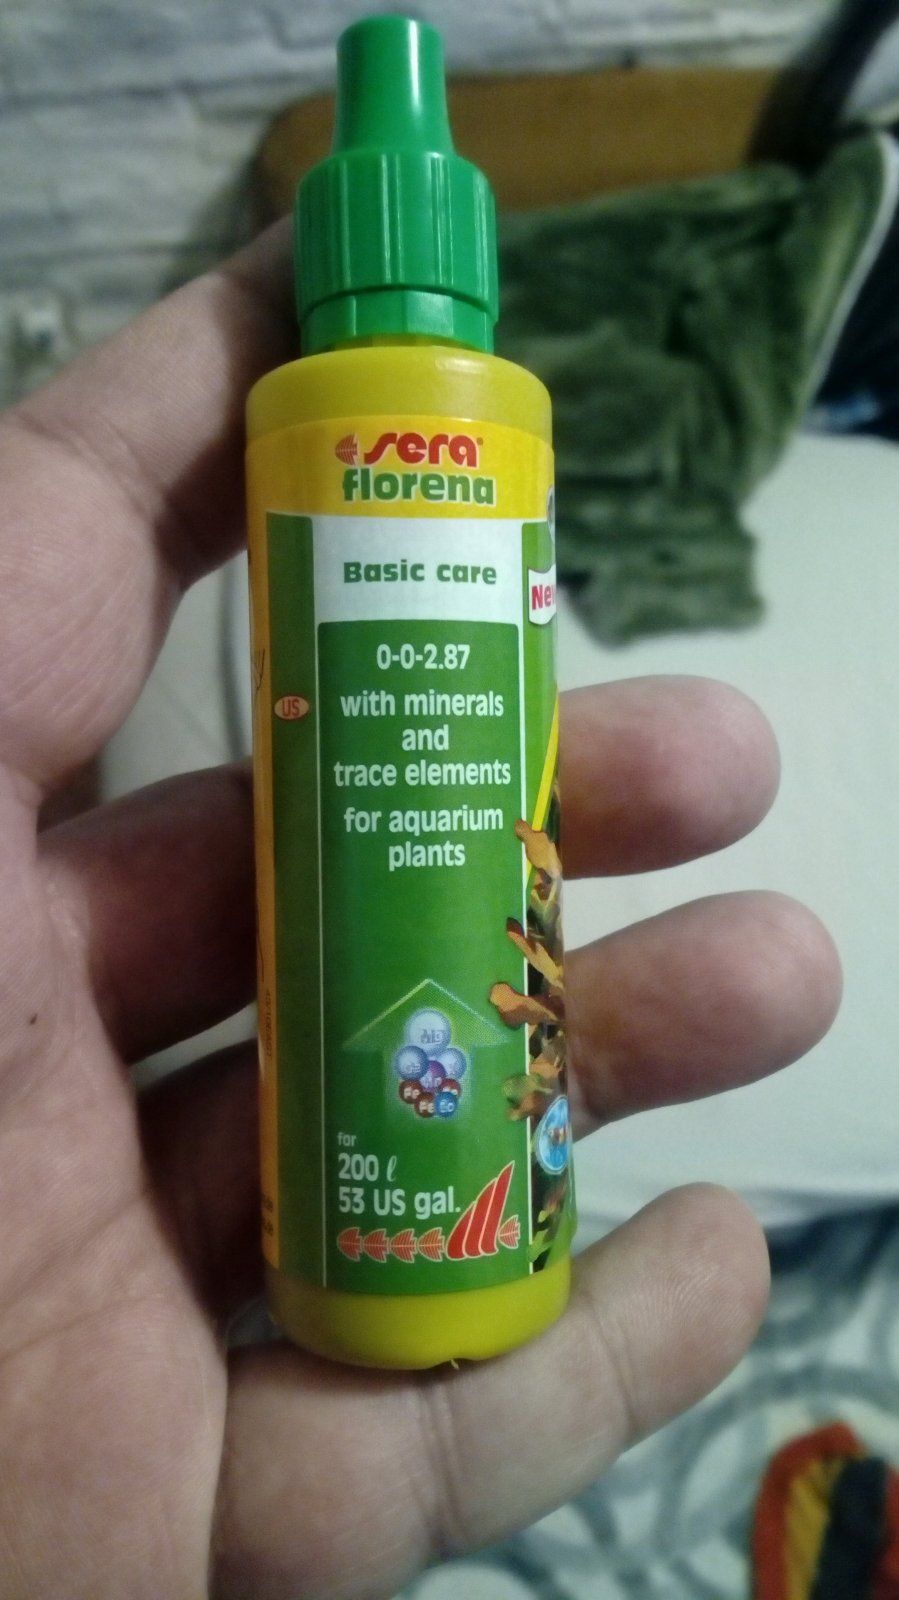 sera
florena
Basic care
New
0-0-2.87
US
with minerals
and
trace elements
for aquarium
plants
for
200 ℓ
53 US gal.